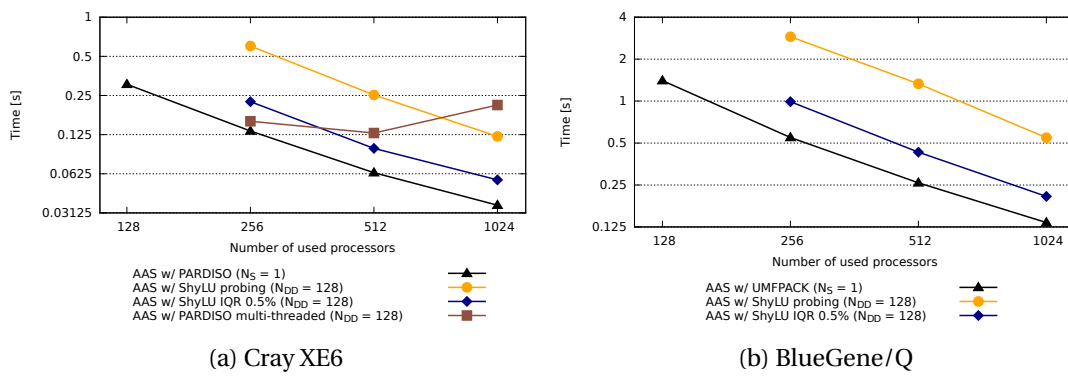 1
0.5
0.25
0.125
0.0625
0.03125
Time [s]
128 256 512 1024
Number of used processors
AAS w/ PARDISO (NS = 1)
AAS w/ ShyLU probing (NDD = 128)
AAS w/ ShyLU IQR 0.5% (NDD = 128)
AAS w/ PARDISO multi-threaded (NDD = 128)
(a) Cray XE6
4
2
1
0.5
0.25
0.125
Time [s]
128 256 512 1024
Number of used processors
AAS w/ UMFPACK (NS = 1)
AAS w/ ShyLU probing (NDD = 128)
AAS w/ ShyLU IQR 0.5% (NDD = 128)
(b) BlueGene/Q